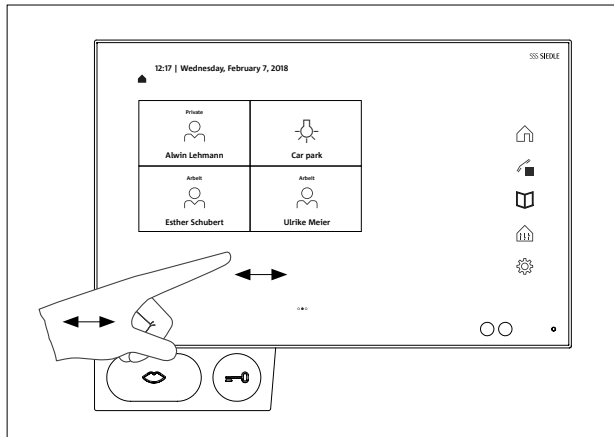 SSS SIEDLE
12:17 | Wednesday, February 7, 2018
Private
Alwin Lehmann
Car park
Arbeit
Esther Schubert
Arbeit
Ulrike Meier